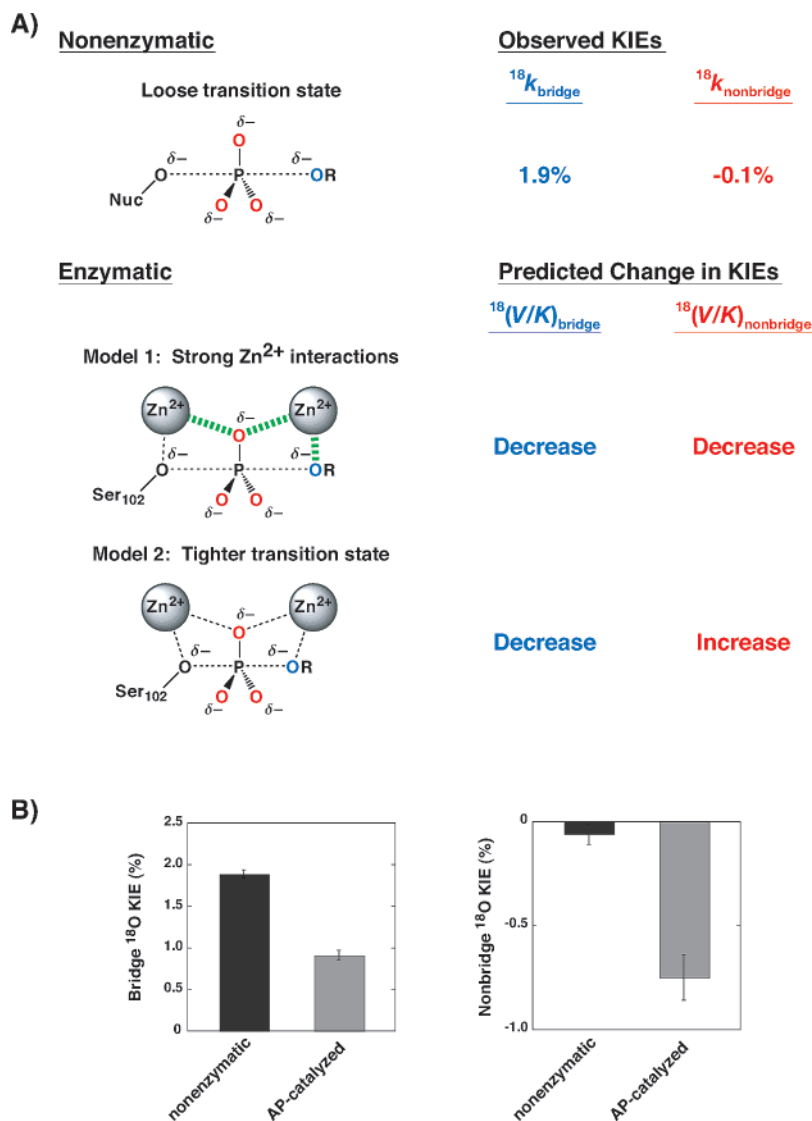 A)
Nonenzymatic
Observed KIEs
Loose transition state
18kbridge
18knonbridge
δ–
δ–
δ–
O
O
P
OR
Nuc
O
O
δ–
δ–
1.9%
-0.1%
Enzymatic
Predicted Change in KIEs
18(V/K)bridge
18(V/K)nonbridge
Model 1: Strong Zn2+ interactions
Zn2+
Zn2+
δ–
O
δ–
δ–
O
P
OR
Ser102
O
O
δ–
δ–
Decrease
Decrease
Model 2: Tighter transition state
Zn2+
Zn2+
δ–
O
δ–
δ–
O
P
OR
Ser102
O
O
δ–
δ–
Decrease
Increase
B)
Bridge 18O KIE (%)
2.5
2.0
1.5
1.0
0.5
0
nonenzymatic
AP-catalyzed
Nonbridge 18O KIE (%)
0
-0.5
-1.0
nonenzymatic
AP-catalyzed